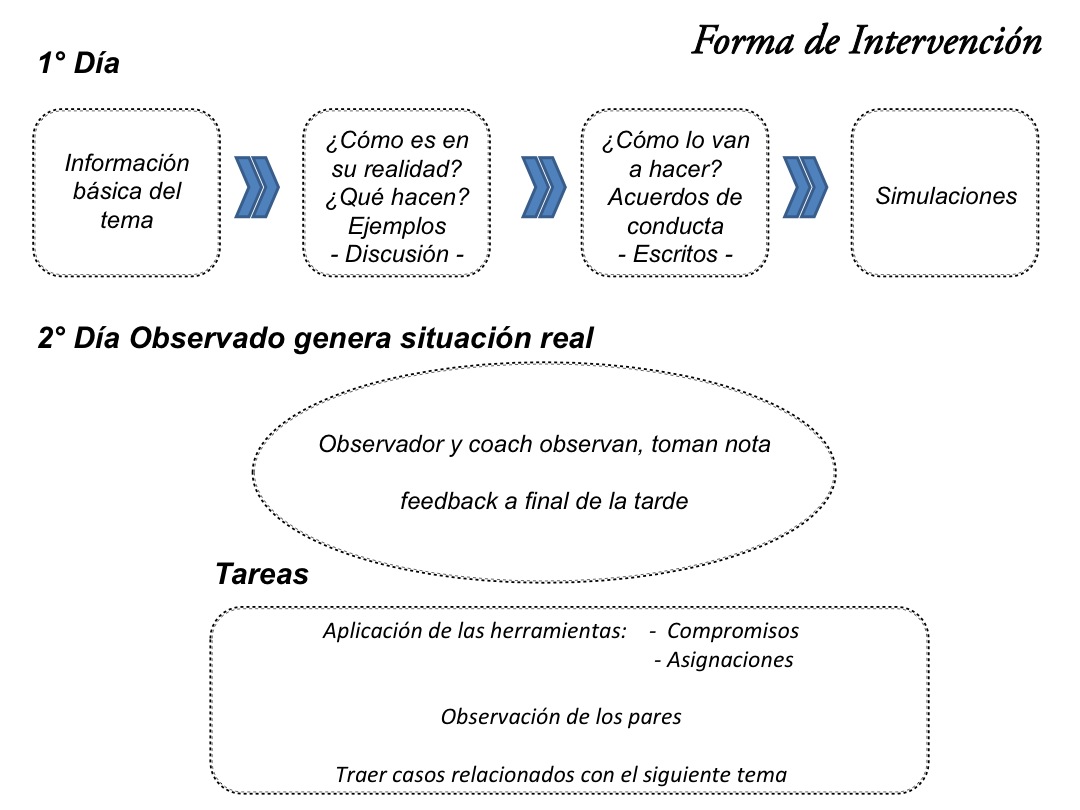 Forma de Intervención
1° Día
Información
básica del
tema
¿Cómo es en
su realidad?
¿Qué hacen?
Ejemplos
- Discusión -
¿Cómo lo van
a hacer?
Acuerdos de
conducta
- Escritos -
Simulaciones
2° Día Observado genera situación real
Observador y coach observan, toman nota
feedback a final de la tarde
Tareas
Aplicación de las herramientas: - Compromisos
- Asignaciones
Observación de los pares
Traer casos relacionados con el siguiente tema